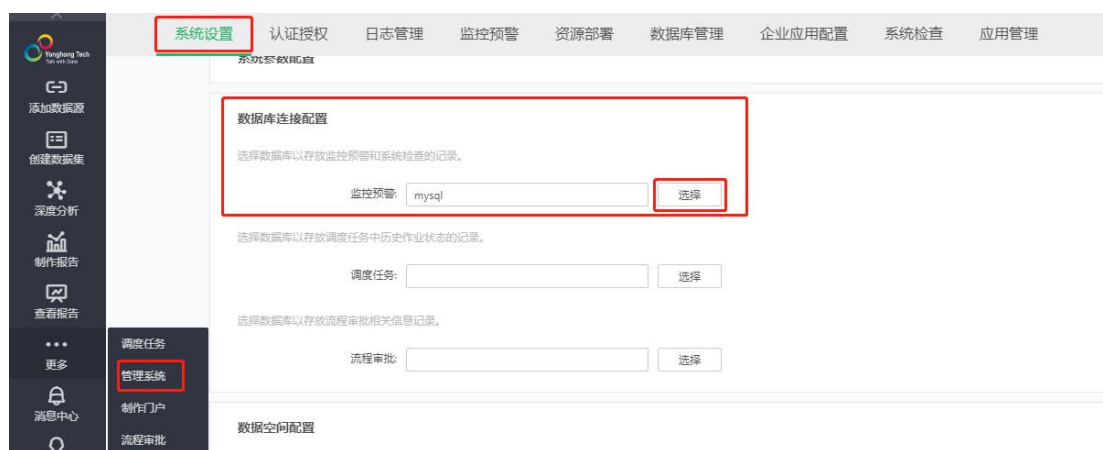 系统设置 认证授权 日志管理 监控预警 资源部署 数据库管理 企业应用配置 系统检查 应用管理
Yonghong Tech
Talk with Data
系统参数配置
添加数据源
数据库连接配置
创建数据集
选择数据库以存放监控预警和系统检查的记录。
监控预警: mysql 选择
深度分析
选择数据库以存放调度任务中历史作业状态的记录。
制作报告
调度任务: 选择
查看报告
选择数据库以存放流程审批相关信息记录。
调度任务
更多
流程审批: 选择
管理系统
消息中心
制作门户
数据空间配置
流程审批